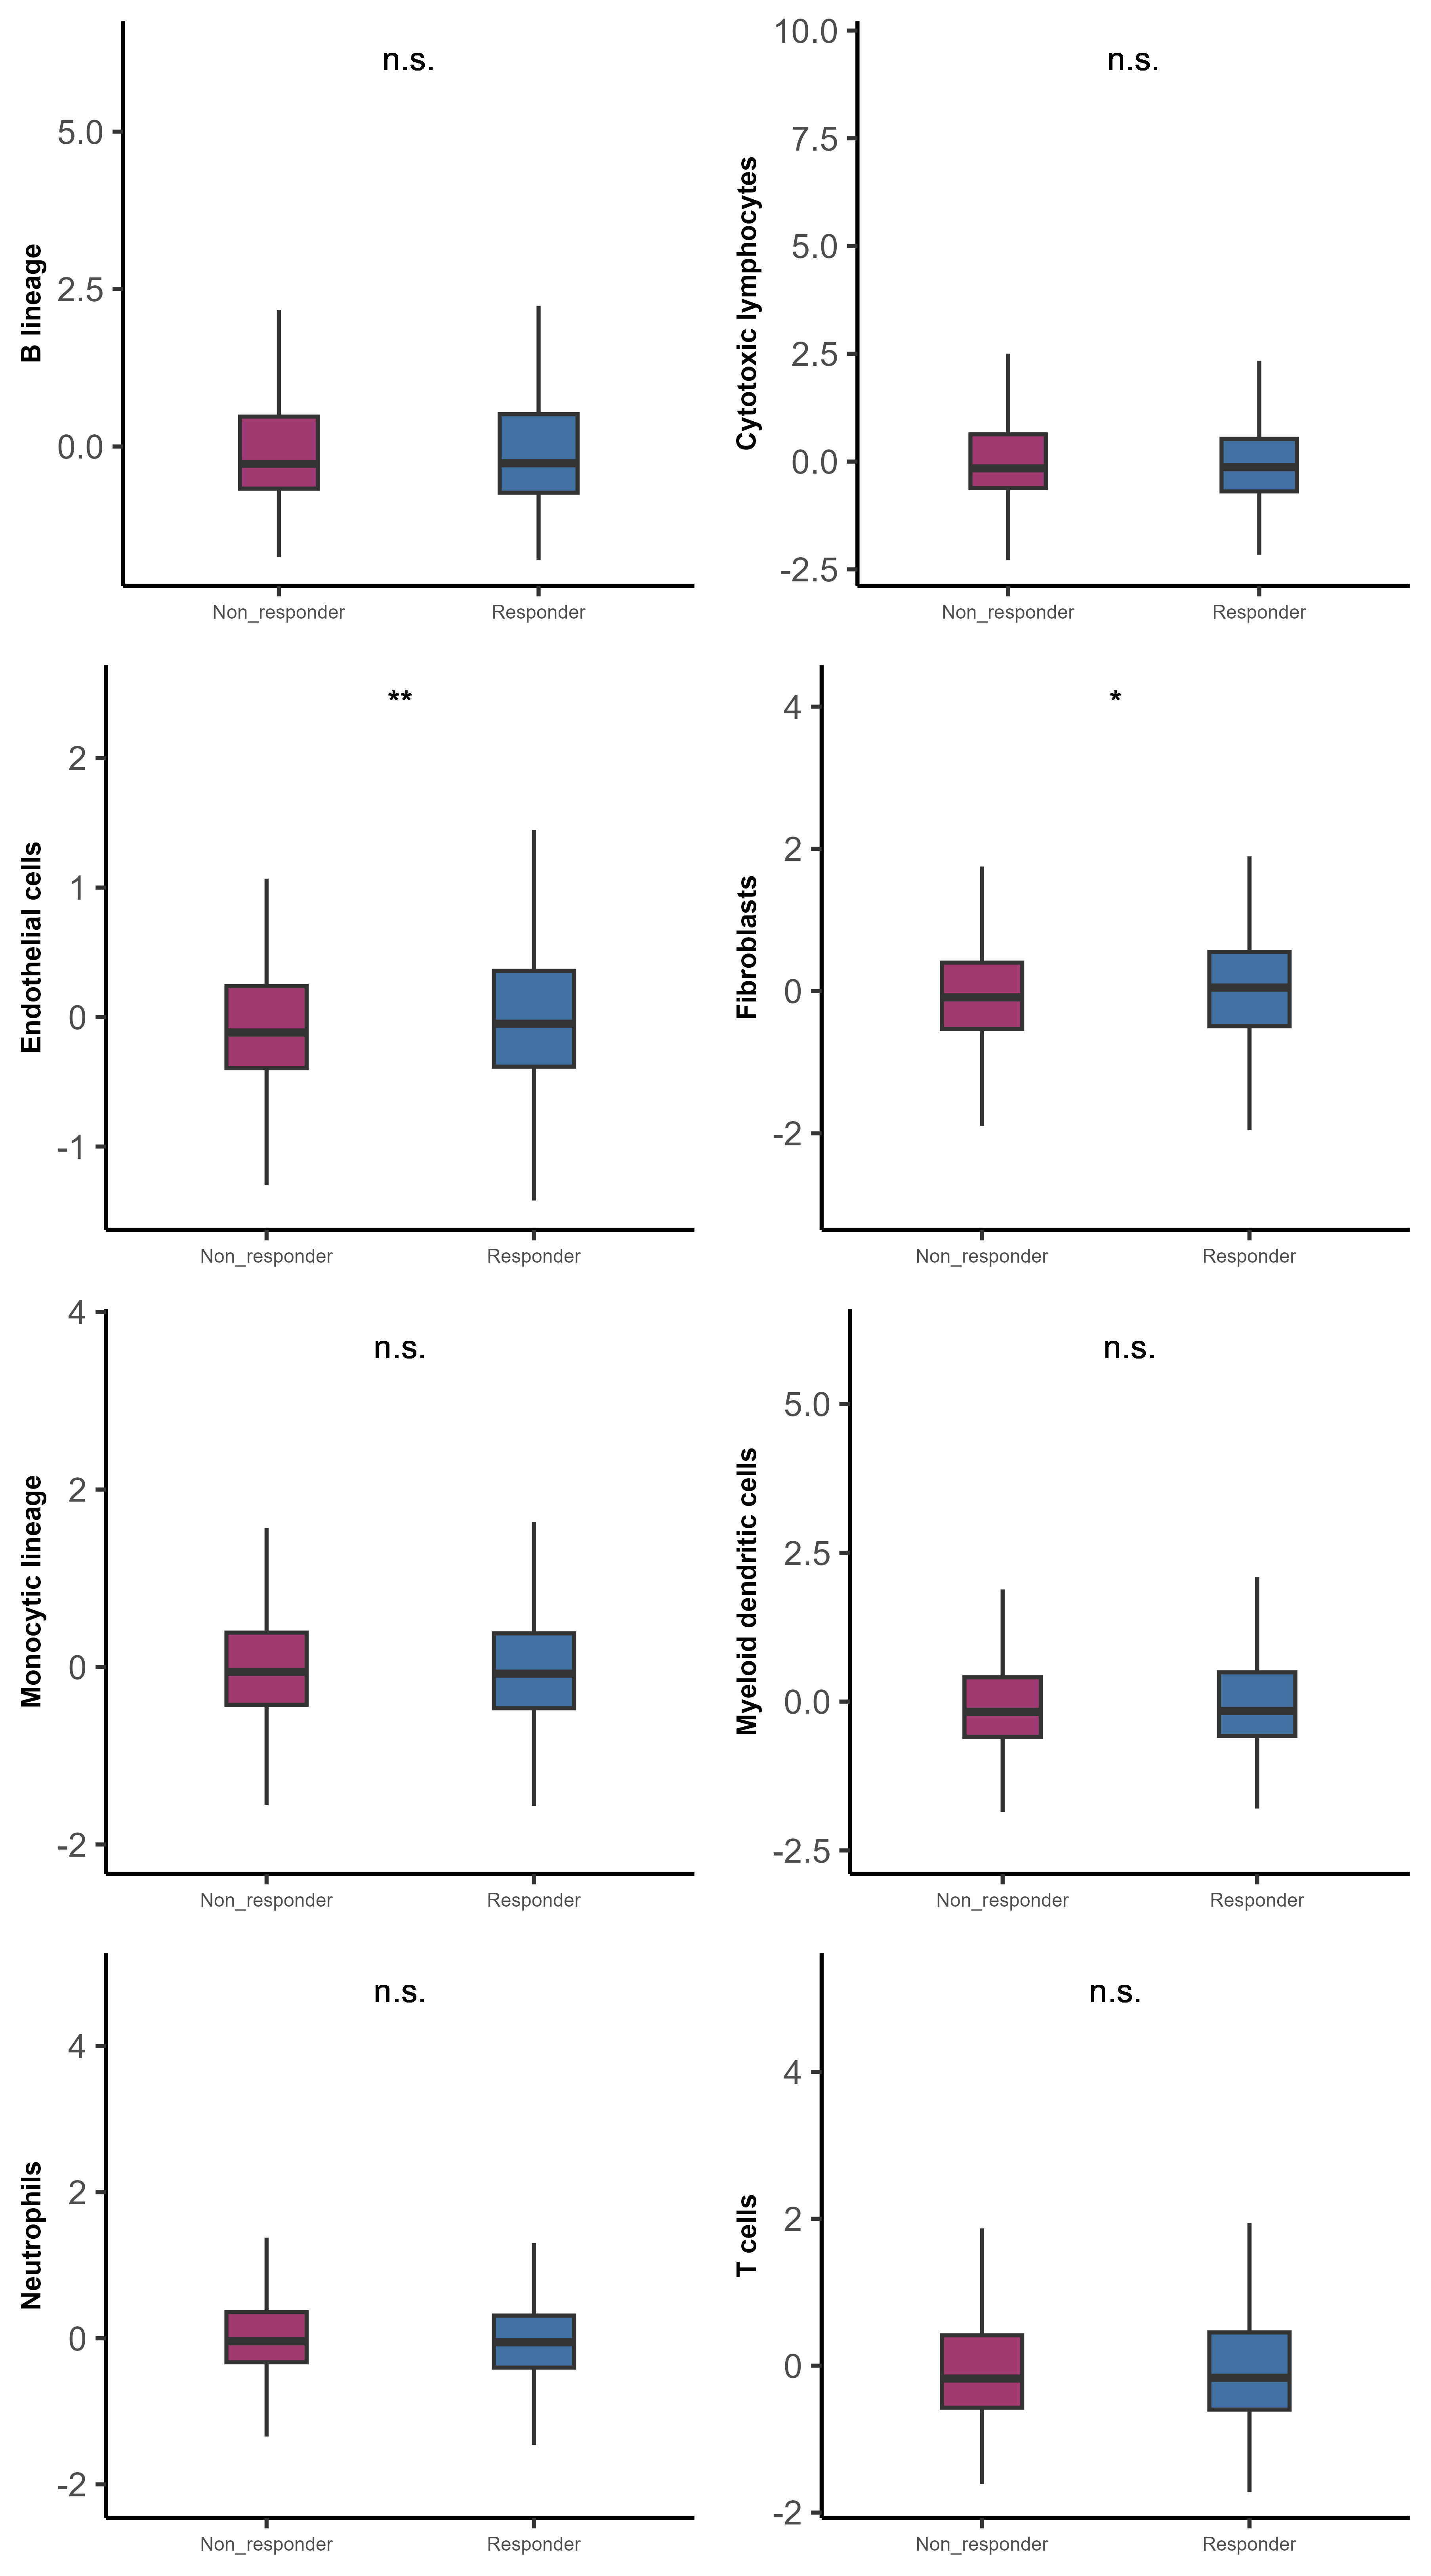 n.s.
B lineage
5.0
2.5
0.0
Non_responder
Responder
n.s.
Cytotoxic lymphocytes
10.0
7.5
5.0
2.5
0.0
-2.5
Non_responder
Responder
**
Endothelial cells
2
1
0
-1
Non_responder
Responder
*
Fibroblasts
4
2
0
-2
Non_responder
Responder
n.s.
Monocytic lineage
4
2
0
-2
Non_responder
Responder
n.s.
Myeloid dendritic cells
5.0
2.5
0.0
-2.5
Non_responder
Responder
n.s.
Neutrophils
4
2
0
-2
Non_responder
Responder
n.s.
T cells
4
2
0
-2
Non_responder
Responder